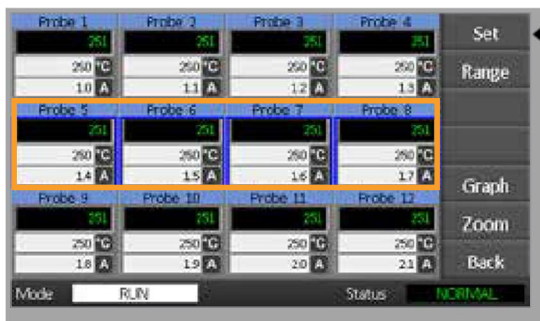 Probe 1 Probe 2 Probe 3 Probe 4 Set
251 251 251 251
250 °C 250 °C 250 °C 250 °C Range
1.0 A 1.1 A 1.2 A 1.3 A
Probe 5 Probe 6 Probe 7 Probe 8
251 251 251 251
250 °C 250 °C 250 °C 250 °C
1.4 A 1.5 A 1.6 A 1.7 A Graph
Probe 9 Probe 10 Probe 11 Probe 12
251 251 251 251 Zoom
250 °C 250 °C 250 °C 250 °C
1.8 A 1.9 A 2.0 A 2.1 A Back
Mode RUN Status NORMAL